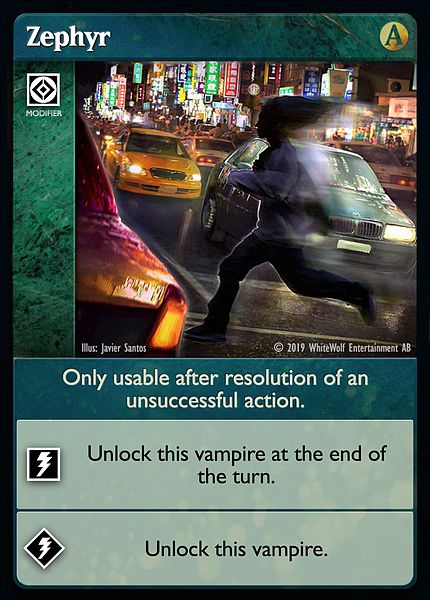 Zephyr
A
MODIFIER
Illus: Javier Santos
© 2019 WhiteWolf Entertainment AB
Only usable after resolution of an
unsuccessful action.
Unlock this vampire at the end of
the turn.
Unlock this vampire.